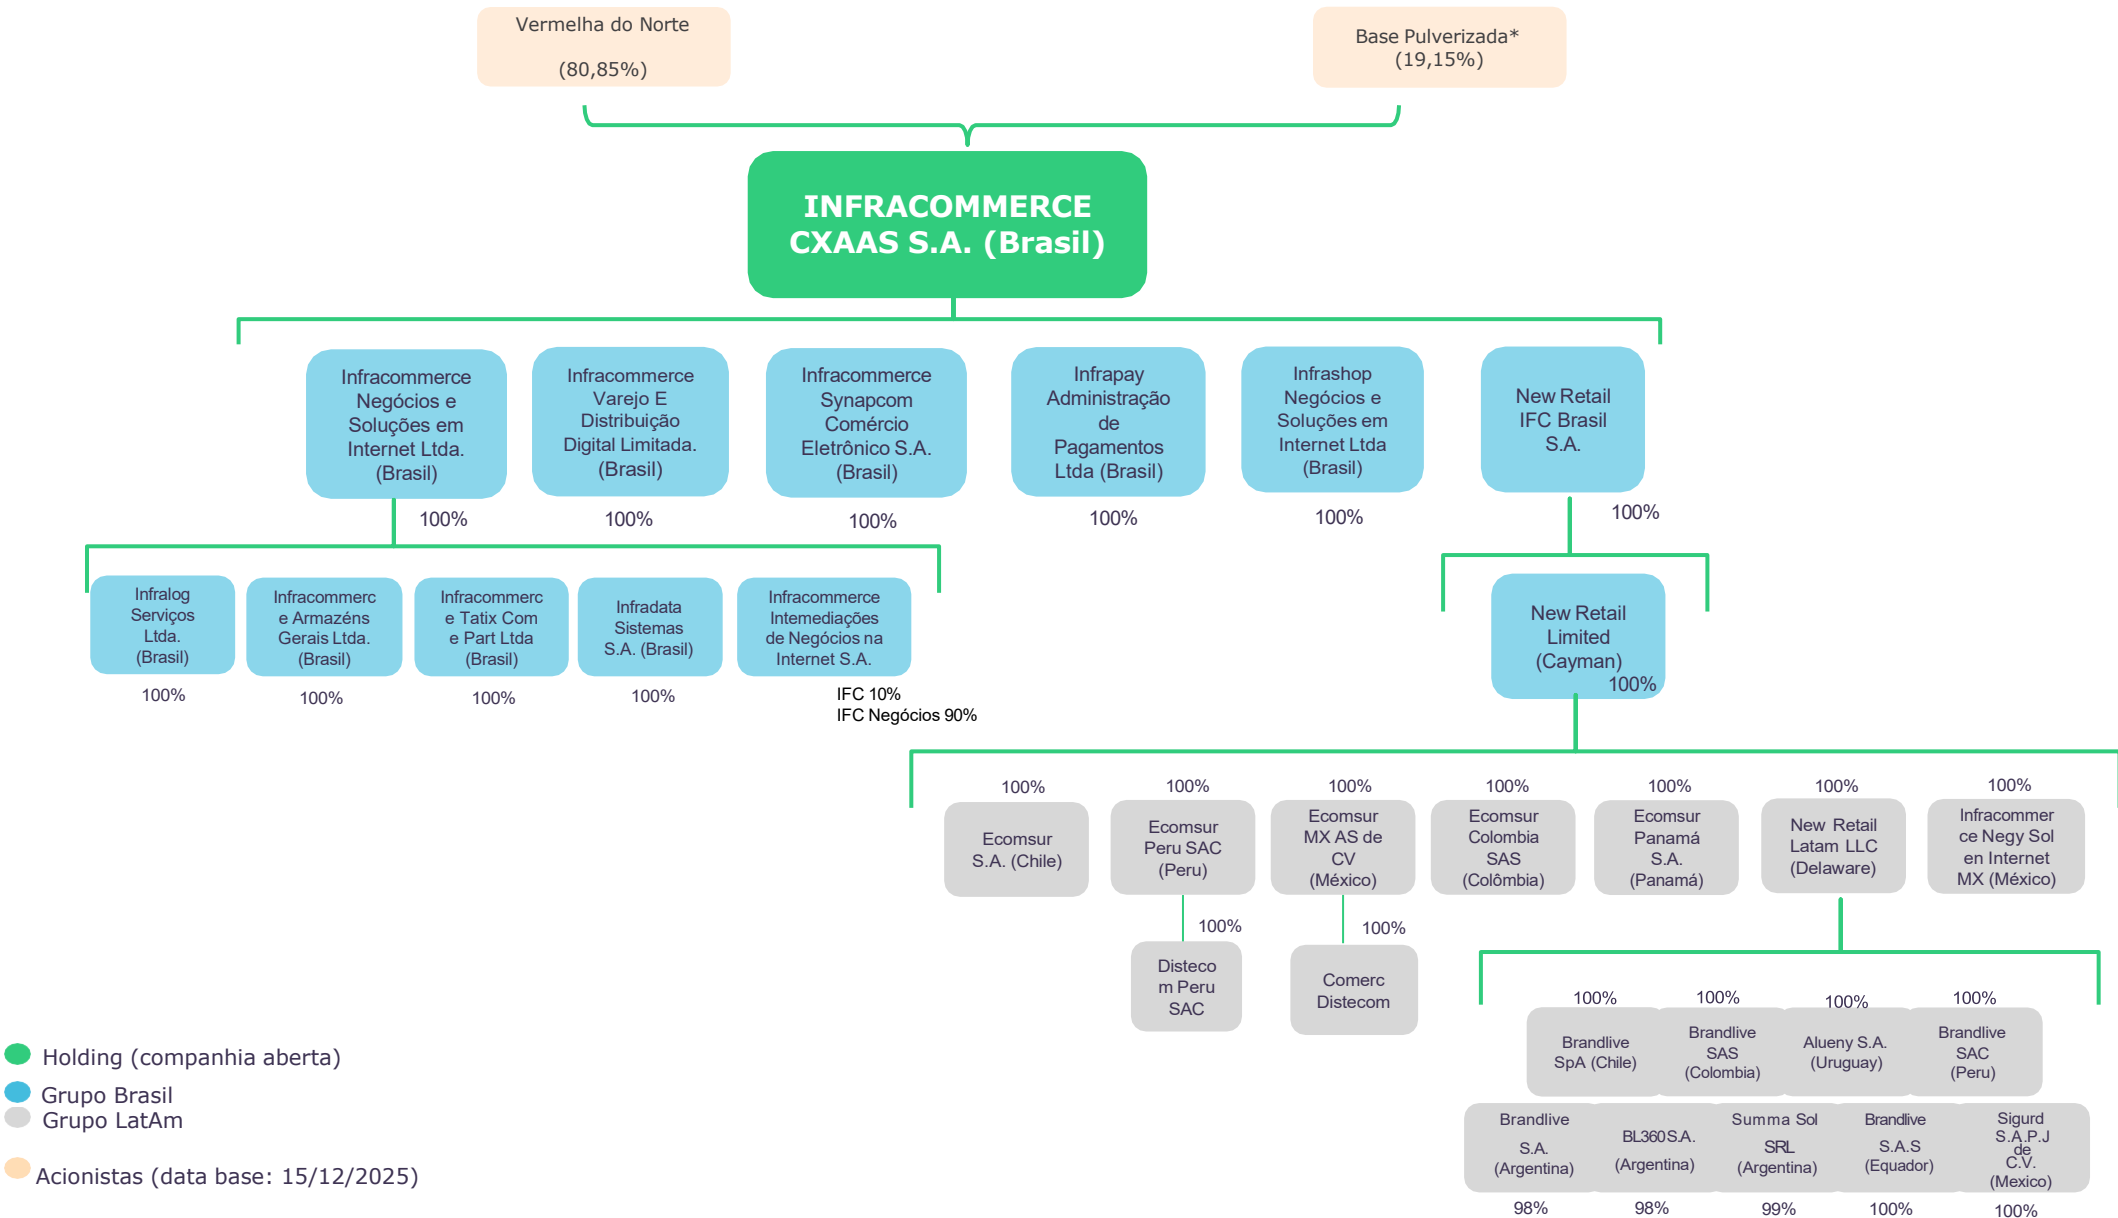 Vermelha do Norte
(80,85%)
Base Pulverizada*
(19,15%)
INFRACOMMERCE
CXAAS S.A. (Brasil)
Infracommerce
Negócios e
Soluções em
Internet Ltda.
(Brasil)
100%
Infracommerce
Varejo E
Distribuição
Digital Limitada.
(Brasil)
100%
Infracommerce
Synapcom
Comércio
Eletrônico S.A.
(Brasil)
100%
Infrapay
Administração
de
Pagamentos
Ltda (Brasil)
100%
Infrashop
Negócios e
Soluções em
Internet Ltda
(Brasil)
100%
New Retail
IFC Brasil
S.A.
100%
Infralog
Serviços
Ltda.
(Brasil)
100%
Infracommerc
e Armazéns
Gerais Ltda.
(Brasil)
100%
Infracommerc
e Tatix Com
e Part Ltda
(Brasil)
100%
Infradata
Sistemas
S.A. (Brasil)
100%
Infracommerce
Intemediações
de Negócios na
Internet S.A.
IFC 10%
IFC Negócios 90%
New Retail
Limited
(Cayman)
100%
100%
Ecomsur
S.A. (Chile)
100%
Ecomsur
Peru SAC
(Peru)
100%
Ecomsur
MX AS de
CV
(México)
100%
Ecomsur
Colombia
SAS
(Colômbia)
100%
Ecomsur
Panamá
S.A.
(Panamá)
100%
New Retail
Latam LLC
(Delaware)
100%
Infracommer
ce Negy Sol
en Internet
MX (México)
100%
Disteco
m Peru
SAC
100%
Comerc
Distecom
100%
Brandlive
SpA (Chile)
100%
Brandlive
SAS
(Colombia)
100%
Alueny S.A.
(Uruguay)
100%
Brandlive
SAC
(Peru)
Brandlive
S.A.
(Argentina)
98%
BL360S.A.
(Argentina)
98%
Summa Sol
SRL
(Argentina)
99%
Brandlive
S.A.S
(Equador)
100%
Sigurd
S.A.P.J
de
C.V.
(Mexico)
100%
Holding (companhia aberta)
Grupo Brasil
Grupo LatAm
Acionistas (data base: 15/12/2025)